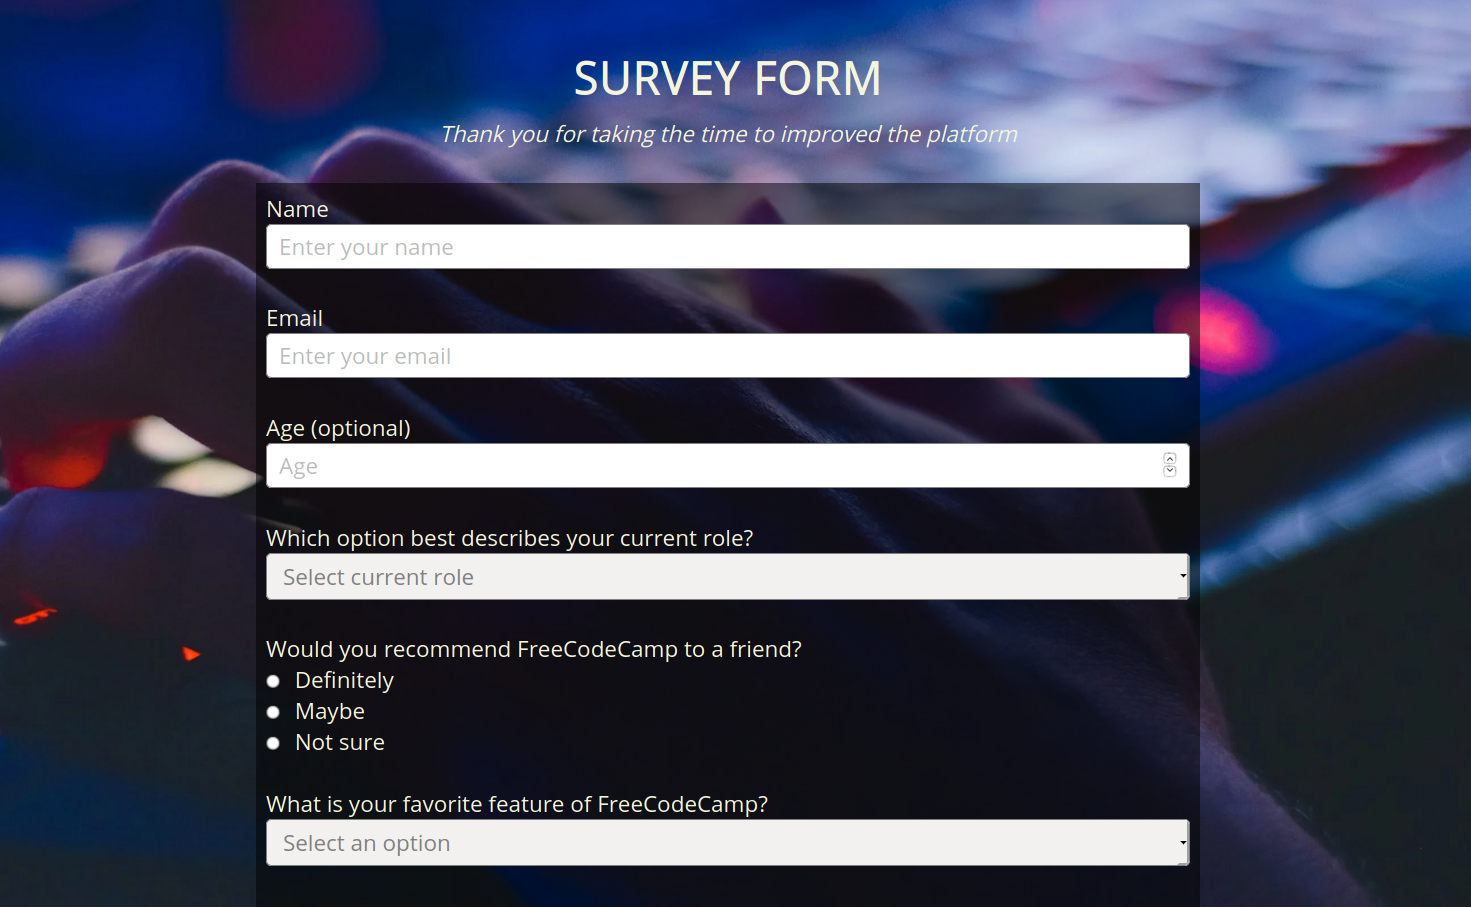 SURVEY FORM
Thank you for taking the time to improved the platform
Name
Enter your name
Email
Enter your email
Age (optional)
Age
Which option best describes your current role?
Select current role
Would you recommend FreeCodeCamp to a friend?
Definitely
Maybe
Not sure
What is your favorite feature of FreeCodeCamp?
Select an option